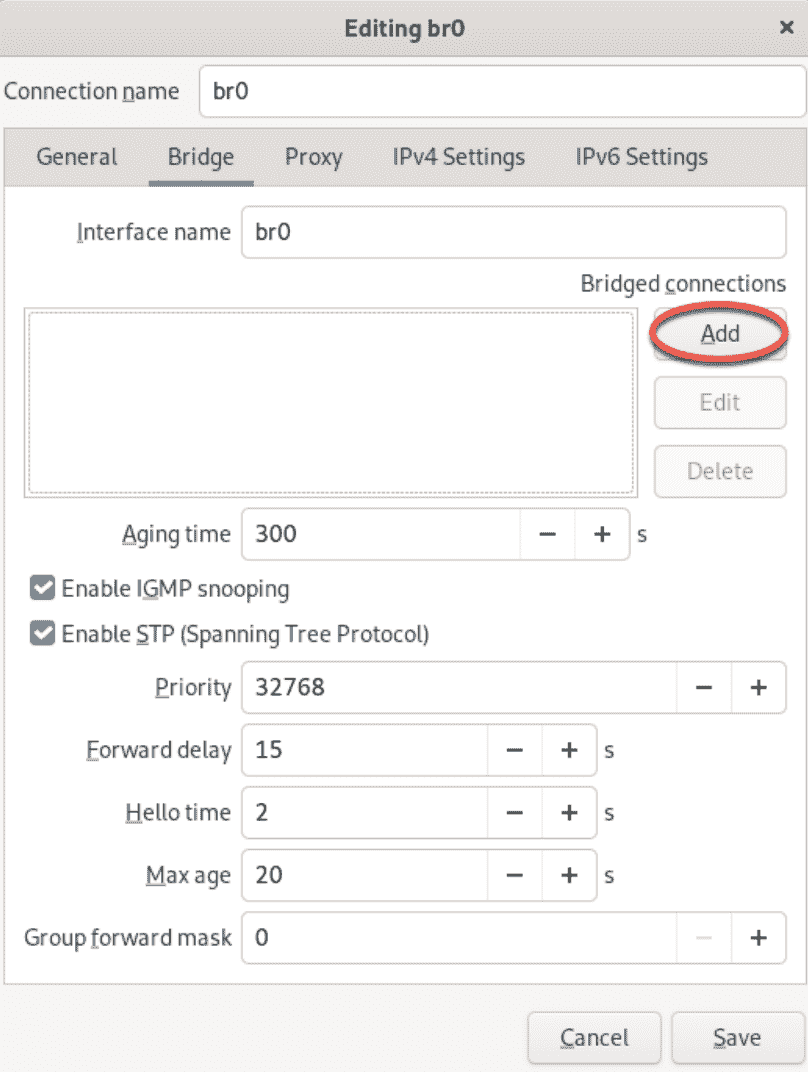 Editing br0 ×
Connection name br0
General Bridge Proxy IPv4 Settings IPv6 Settings
Interface name br0
Bridged connections
Add
Edit
Delete
Aging time 300 − + s
Enable IGMP snooping
Enable STP (Spanning Tree Protocol)
Priority 32768 − +
Forward delay 15 − + s
Hello time 2 − + s
Max age 20 − + s
Group forward mask 0 − +
Cancel Save